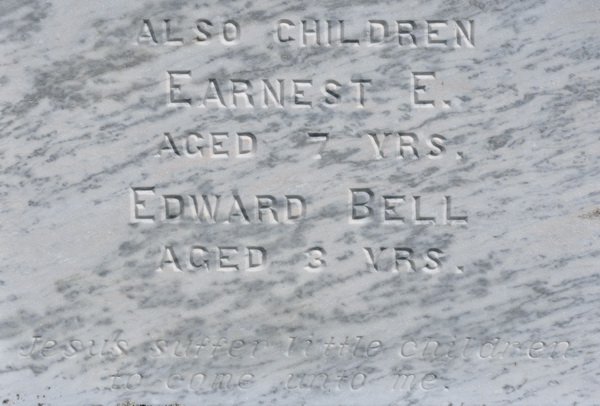 ALSO CHILDREN
EARNEST E.
AGED 7 YRS.
EDWARD BELL
AGED 3 YRS.
Jesus suffer little children
to come unto me.